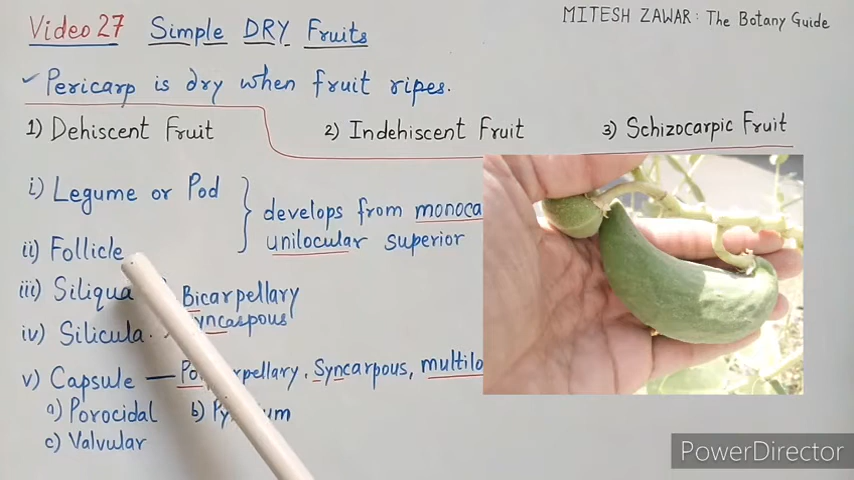 Video 27 Simple DRY Fruits
MITESH ZAWAR: The Botany Guide
✓ Pericarp is dry when fruit ripes.
1) Dehiscent Fruit 2) Indehiscent Fruit 3) Schizocarpic Fruit
i) Legume or Pod
develops from monoca
ii) Follicle
unilocular superior
iii) Siliqua
Bicarpellary
iv) Silicula
v) Capsule — Syncarpous,
a) Porocidal b)
c) Valvular
PowerDirector